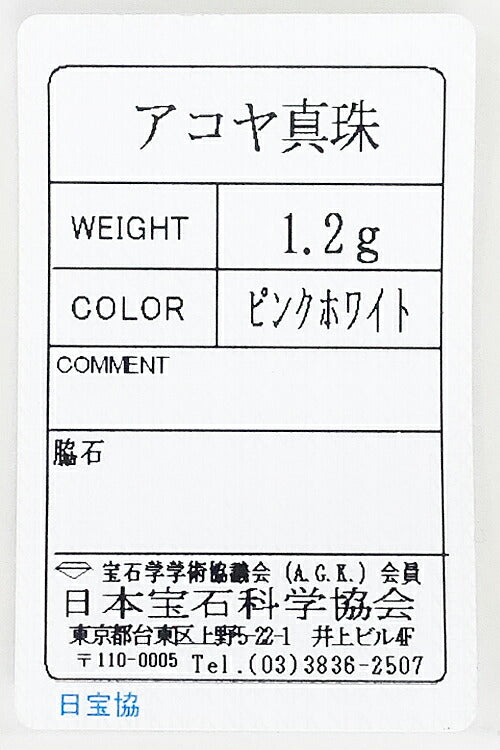 アコヤ真珠
WEIGHT 1.2g
COLOR ピンクホワイト
COMMENT
脇石
宝石学学術協議会 (A.G.K.) 会員
日本宝石科学協会
東京都台東区上野5-22-1 井上ビル4F
〒110-0005 Tel.(03)3836-2507
日宝協